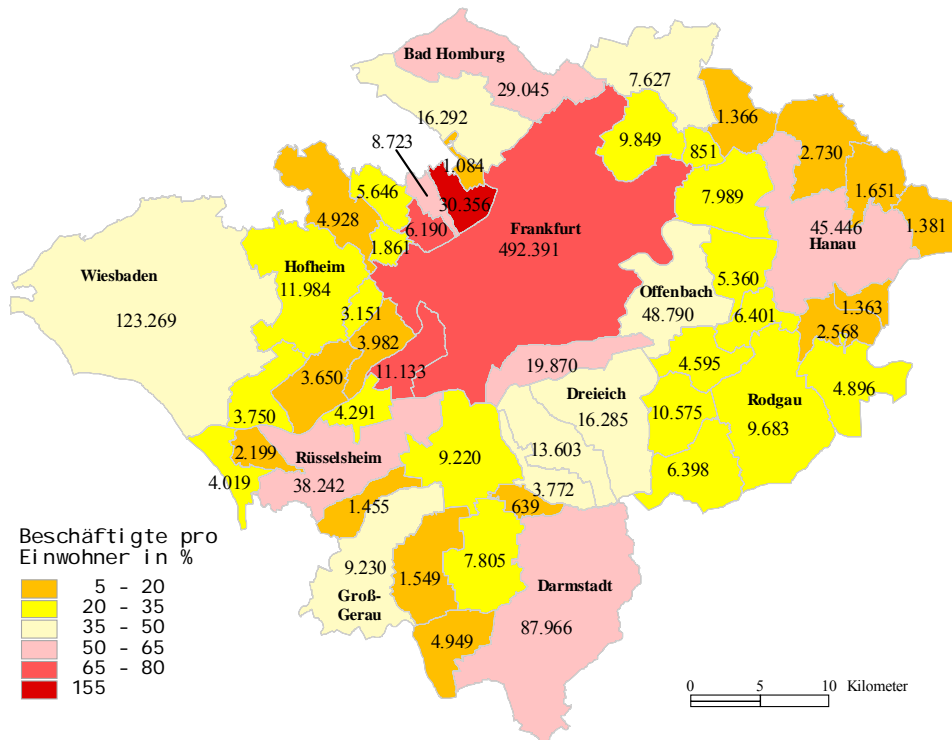 Bad Homburg
29.045
7.627
16.292
1.366
8.723
9.849
851
2.730
1.084
5.646
1.651
7.989
30.356
4.928
6.190
45.446
1.381
Frankfurt
Hanau
1.861
492.391
Wiesbaden
Hofheim
5.360
11.984
Offenbach
1.363
123.269
3.151
48.790
6.401
2.568
3.982
4.595
19.870
11.133
3.650
Dreieich
4.896
4.291
16.285
10.575
Rodgau
3.750
9.683
2.199
13.603
Rüsselsheim
9.220
6.398
4.019
38.242
3.772
1.455
639
Beschäftigte pro
Einwohner in %
5 - 20
20 - 35
35 - 50
50 - 65
65 - 80
155
9.230
1.549
7.805
Groß-
Gerau
Darmstadt
87.966
4.949
0 5 10 Kilometer